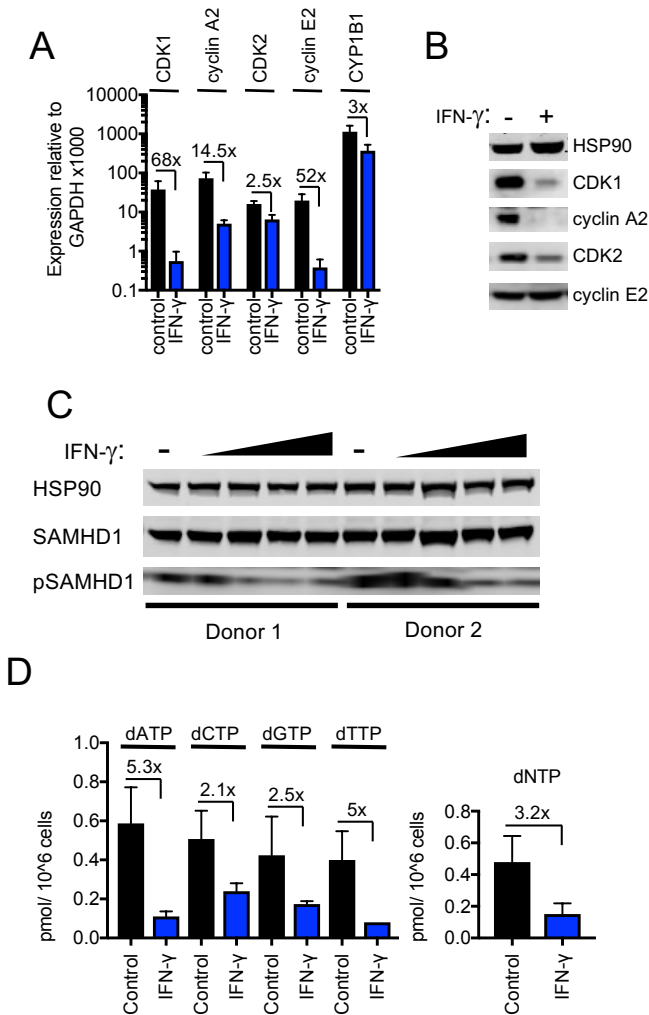 A
CDK1
cyclin A2
CDK2
cyclin E2
CYP1B1
Expression relative to
GAPDH x1000
10000
1000
100
10
1
0.1
68x
14.5x
2.5x
52x
3x
control
IFN-γ
control
IFN-γ
control
IFN-γ
control
IFN-γ
control
IFN-γ
B
IFN-γ: - +
HSP90
CDK1
cyclin A2
CDK2
cyclin E2
C
IFN-γ: - -
HSP90
SAMHD1
pSAMHD1
Donor 1 Donor 2
D
dATP dCTP dGTP dTTP
pmol/ 10^6 cells
1.0
0.8
0.6
0.4
0.2
0.0
5.3x
2.1x
2.5x
5x
Control
IFN-γ
Control
IFN-γ
Control
IFN-γ
Control
IFN-γ
dNTP
pmol/ 10^6 cells
0.8
0.6
0.4
0.2
0.0
3.2x
Control
IFN-γ